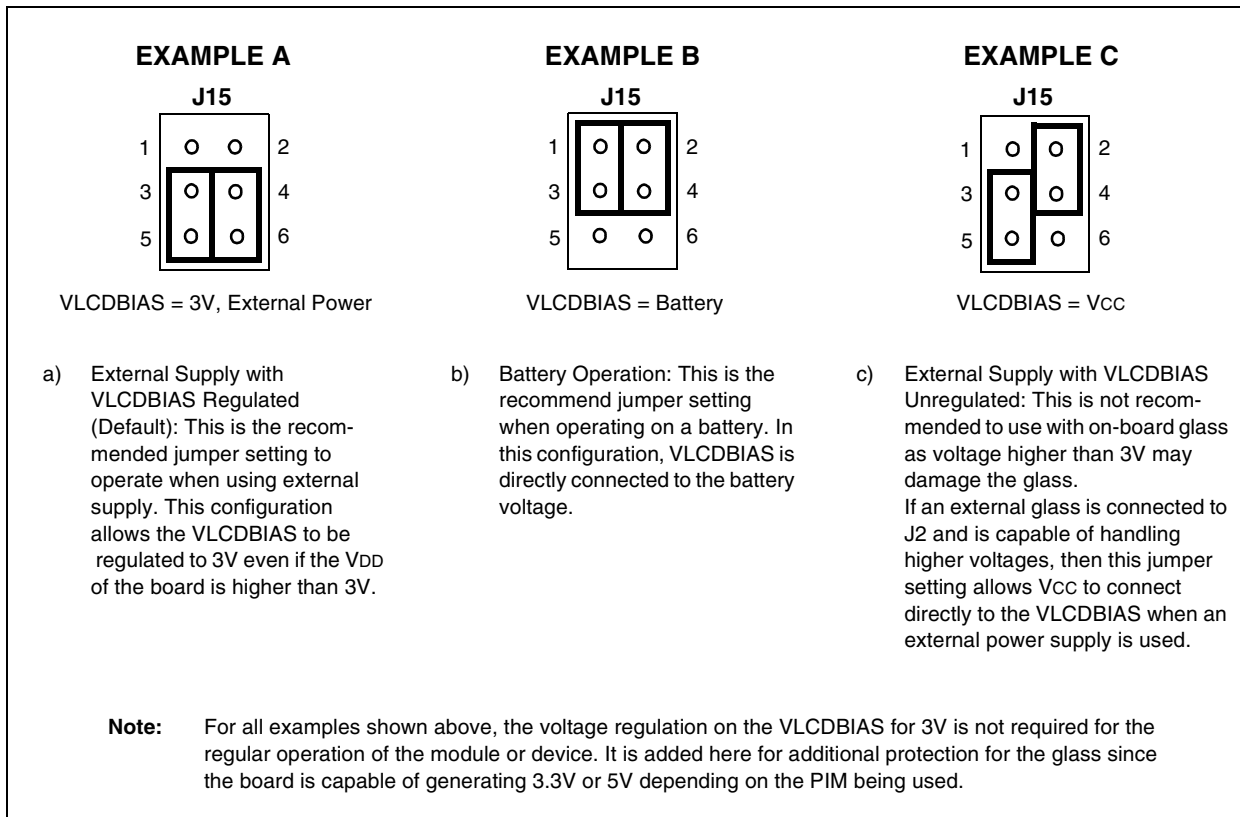 EXAMPLE A
J15
1 2
3 4
5 6
VLCDBIAS = 3V, External Power
a) External Supply with
VLCDBIAS Regulated
(Default): This is the recom-
mended jumper setting to
operate when using external
supply. This configuration
allows the VLCDBIAS to be
regulated to 3V even if the VDD
of the board is higher than 3V.
EXAMPLE B
J15
1 2
3 4
5 6
VLCDBIAS = Battery
b) Battery Operation: This is the
recommend jumper setting
when operating on a battery. In
this configuration, VLCDBIAS is
directly connected to the battery
voltage.
EXAMPLE C
J15
1 2
3 4
5 6
VLCDBIAS = VCC
c) External Supply with VLCDBIAS
Unregulated: This is not recom-
mended to use with on-board glass
as voltage higher than 3V may
damage the glass.
If an external glass is connected to
J2 and is capable of handling
higher voltages, then this jumper
setting allows VCC to connect
directly to the VLCDBIAS when an
external power supply is used.
Note: For all examples shown above, the voltage regulation on the VLCDBIAS for 3V is not required for the
regular operation of the module or device. It is added here for additional protection for the glass since
the board is capable of generating 3.3V or 5V depending on the PIM being used.